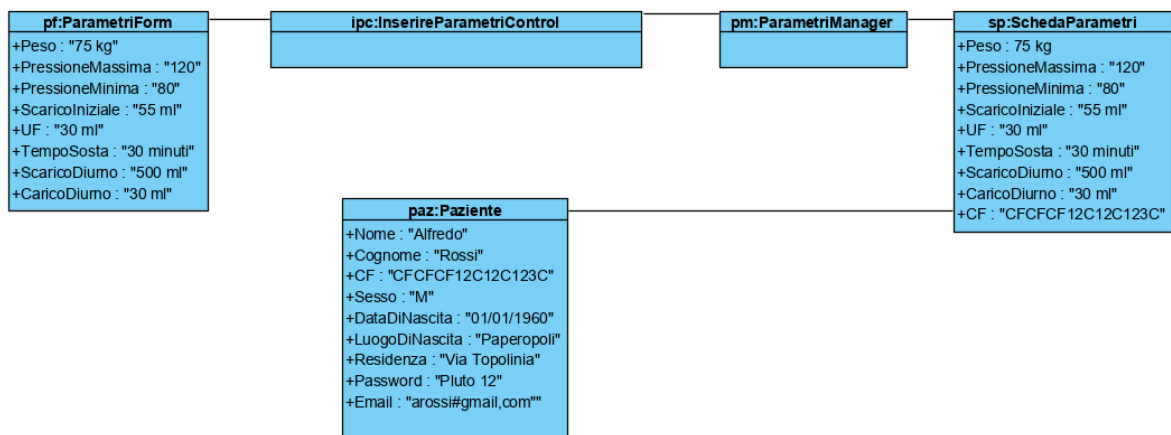 pf:ParametriForm
+Peso : "75 kg"
+PressioneMassima : "120"
+PressioneMinima : "80"
+ScaricoIniziale : "55 ml"
+UF : "30 ml"
+TempoSosta : "30 minuti"
+ScaricoDiurno : "500 ml"
+CaricoDiurno : "30 ml"
ipc:InserireParametriControl
pm:ParametriManager
sp:SchedaParametri
+Peso : 75 kg
+PressioneMassima : "120"
+PressioneMinima : "80"
+ScaricoIniziale : "55 ml"
+UF : "30 ml"
+TempoSosta : "30 minuti"
+ScaricoDiurno : "500 ml"
+CaricoDiurno : "30 ml"
+CF : "CFCFCF12C12C123C"
paz:Paziente
+Nome : "Alfredo"
+Cognome : "Rossi"
+CF : "CFCFCF12C12C123C"
+Sesso : "M"
+DataDiNascita : "01/01/1960"
+LuogoDiNascita : "Paperopoli"
+Residenza : "Via Topolinia"
+Password : "Pluto 12"
+Email : "arossi#gmail,com""